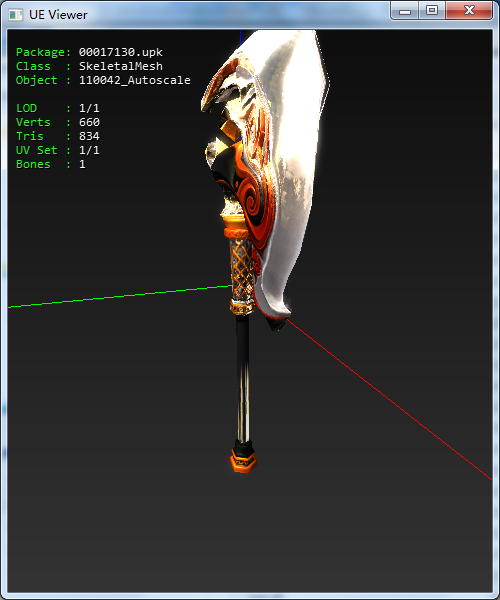 UE Viewer
Package: 00017130.upk
Class  : SkeletalMesh
Object : 110042_Autoscale
LOD    : 1/1
Verts  : 660
Tris   : 834
UV Set : 1/1
Bones  : 1